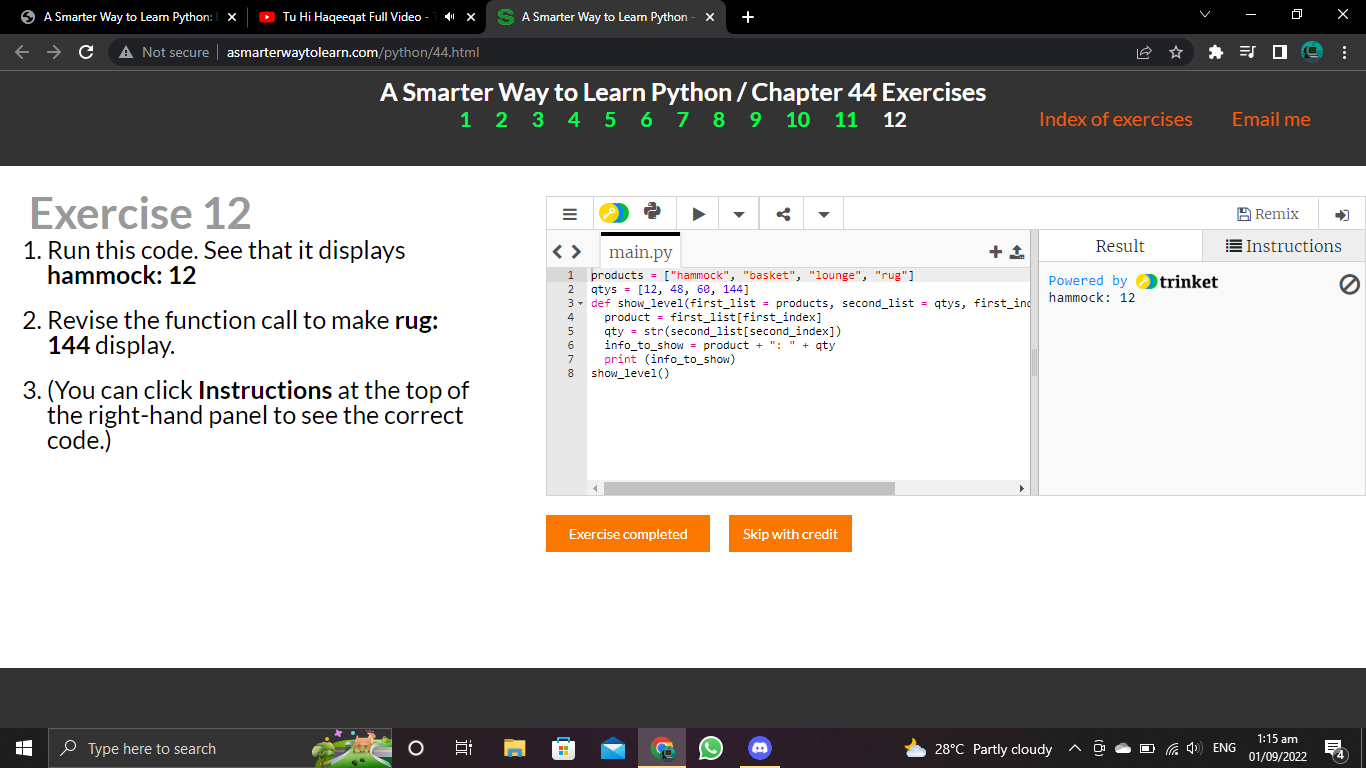 A Smarter Way to Learn Python:
Tu Hi Haqeeqat Full Video -
A Smarter Way to Learn Python -
Not secure
asmarterwaytolearn.com/python/44.html
A Smarter Way to Learn Python / Chapter 44 Exercises
1 2 3 4 5 6 7 8 9 10 11 12
Index of exercises
Email me
Exercise 12
1. Run this code. See that it displays
hammock: 12
2. Revise the function call to make rug:
144 display.
3. (You can click Instructions at the top of
the right-hand panel to see the correct
code.)
Remix
main.py
Result
Instructions
1 products = ["hammock", "basket", "lounge", "rug"]
2 qtys = [12, 48, 60, 144]
3 def show_level(first_list = products, second_list = qtys, first_ind
4 product = first_list[first_index]
5 qty = str(second_list[second_index])
6 info_to_show = product + ": " + qty
7 print (info_to_show)
8 show_level()
Powered by trinket
hammock: 12
Exercise completed
Skip with credit
Type here to search
28°C Partly cloudy
ENG
1:15 am
01/09/2022
4